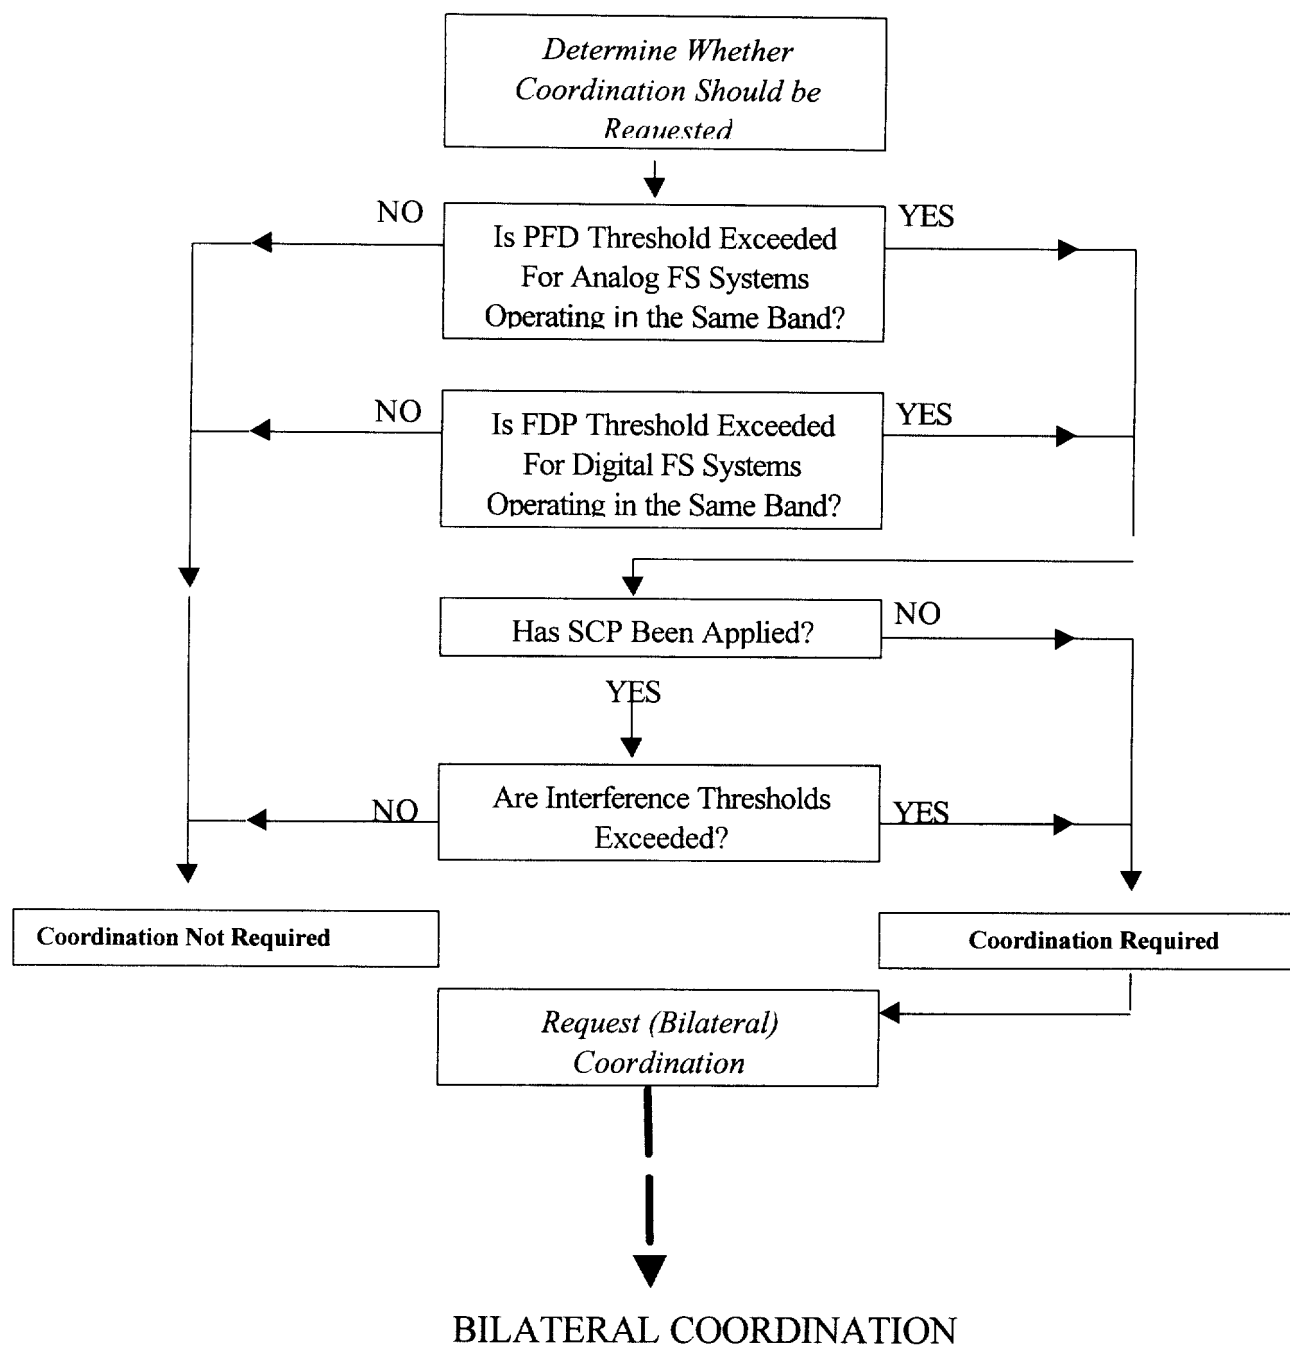 Determine Whether
Coordination Should be
Requested
NO
YES
Is PFD Threshold Exceeded
For Analog FS Systems
Operating in the Same Band?
NO
YES
Is FDP Threshold Exceeded
For Digital FS Systems
Operating in the Same Band?
Has SCP Been Applied?
NO
YES
NO
Are Interference Thresholds
Exceeded?
YES
Coordination Not Required
Coordination Required
Request (Bilateral)
Coordination
BILATERAL COORDINATION